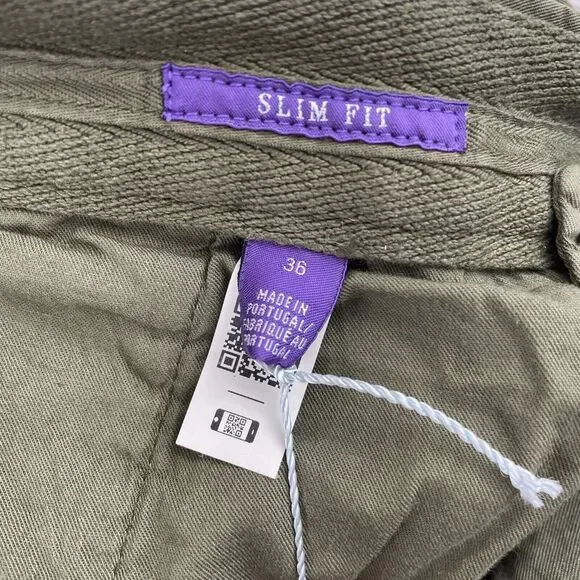 SLIM FIT
36
MADE IN
PORTUGAL/
FABRIQUÉ AU
PORTUGAL